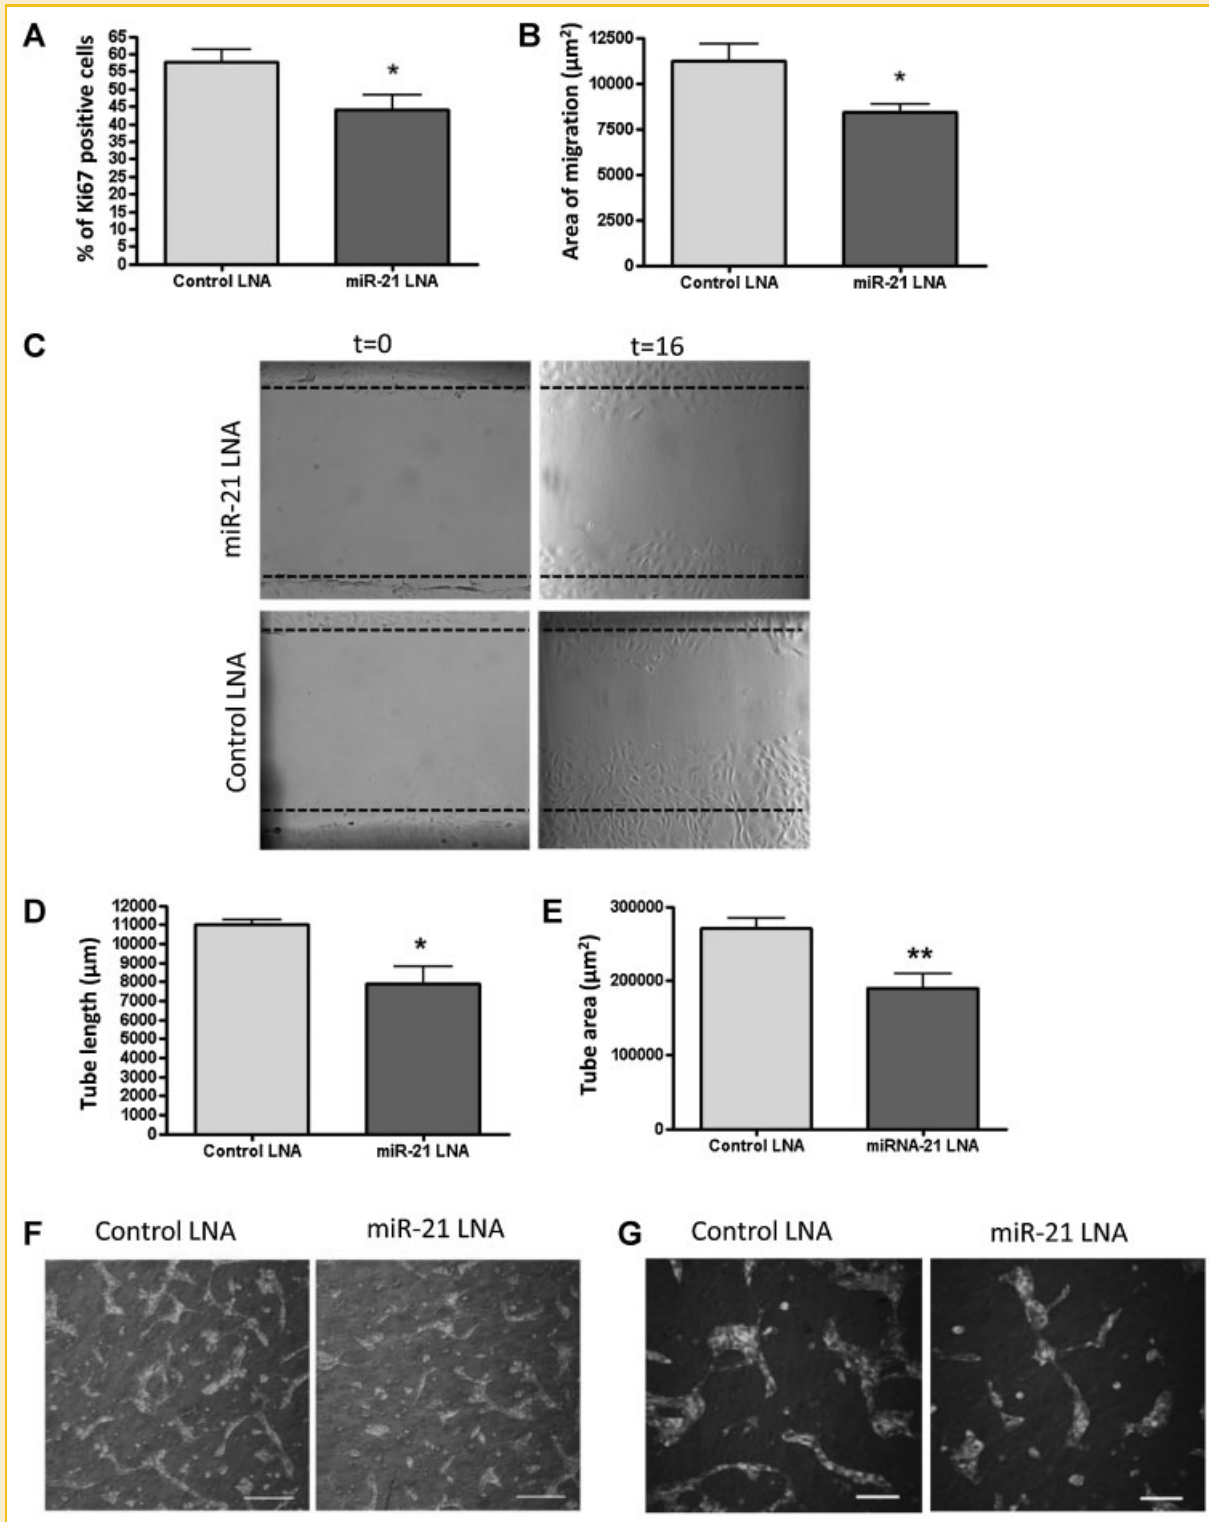 A
% of Ki67 positive cells
65
60
55
50
45
40
35
30
25
20
15
10
5
0
*
Control LNA
miR-21 LNA
B
Area of migration (µm²)
12500
10000
7500
5000
2500
0
*
Control LNA
miR-21 LNA
C
t=0
t=16
miR-21 LNA
Control LNA
D
Tube length (µm)
12000
11000
10000
9000
8000
7000
6000
5000
4000
3000
2000
1000
0
*
Control LNA
miR-21 LNA
E
Tube area (µm²)
300000
200000
100000
0
**
Control LNA
miRNA-21 LNA
F
Control LNA
miR-21 LNA
G
Control LNA
miR-21 LNA